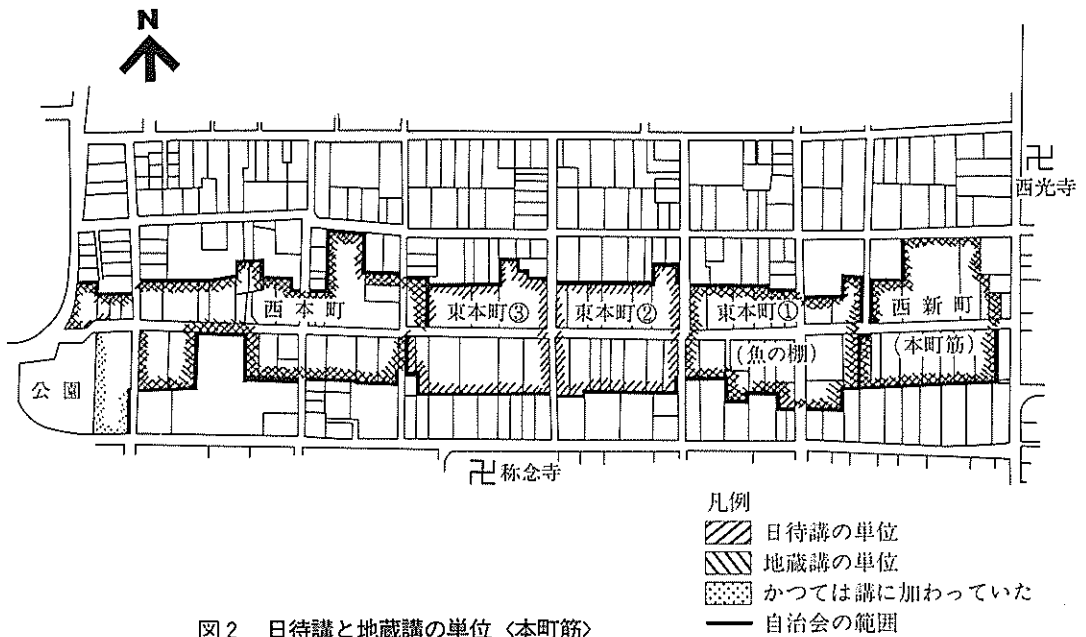 N
卍
西光寺
西本町
東本町③
東本町②
東本町①
西新町
(魚の棚)
(本町筋)
公園
卍 称念寺
凡例
日待講の単位
地蔵講の単位
かつては講に加わっていた
自治会の範囲
図2 日待講と地蔵講の単位〈本町筋〉